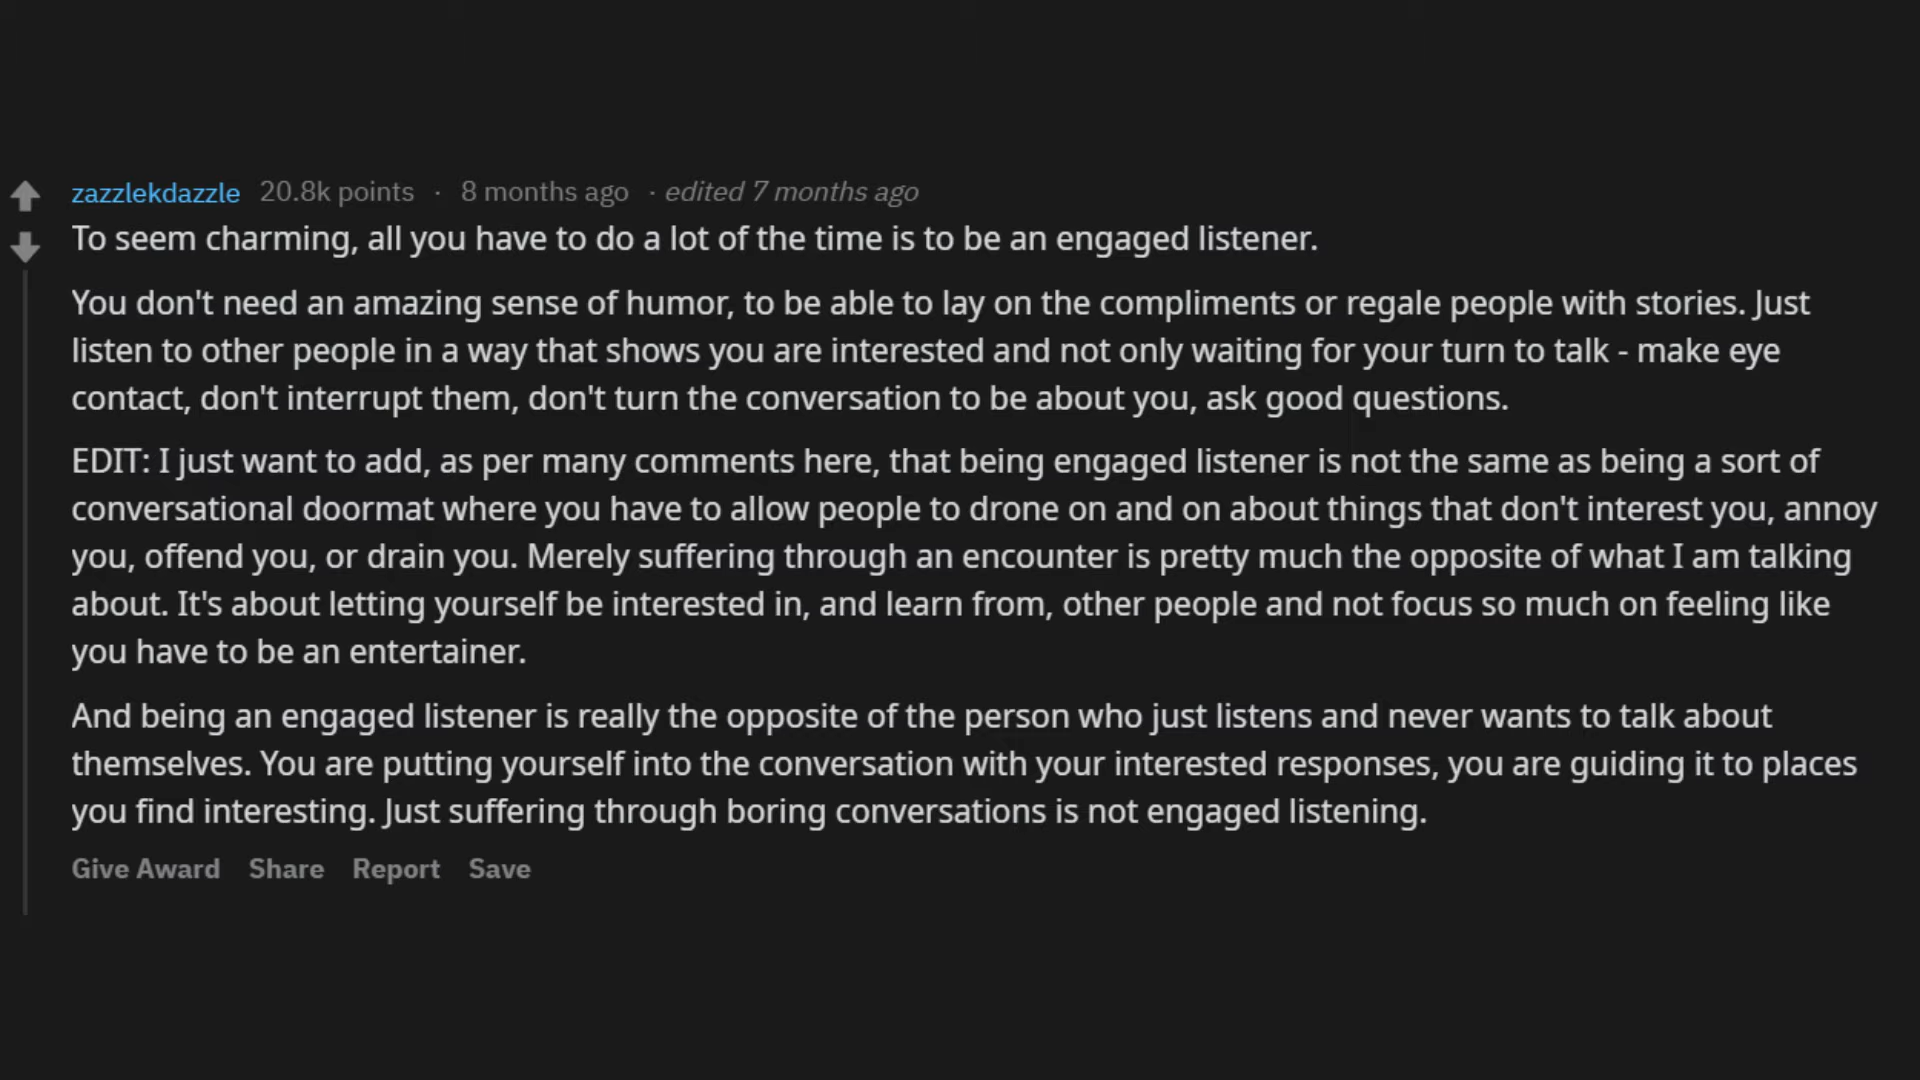 zazzlekdazzle 20.8k points · 8 months ago · edited 7 months ago
To seem charming, all you have to do a lot of the time is to be an engaged listener.
You don't need an amazing sense of humor, to be able to lay on the compliments or regale people with stories. Just
listen to other people in a way that shows you are interested and not only waiting for your turn to talk - make eye
contact, don't interrupt them, don't turn the conversation to be about you, ask good questions.
EDIT: I just want to add, as per many comments here, that being engaged listener is not the same as being a sort of
conversational doormat where you have to allow people to drone on and on about things that don't interest you, annoy
you, offend you, or drain you. Merely suffering through an encounter is pretty much the opposite of what I am talking
about. It's about letting yourself be interested in, and learn from, other people and not focus so much on feeling like
you have to be an entertainer.
And being an engaged listener is really the opposite of the person who just listens and never wants to talk about
themselves. You are putting yourself into the conversation with your interested responses, you are guiding it to places
you find interesting. Just suffering through boring conversations is not engaged listening.
Give Award Share Report Save